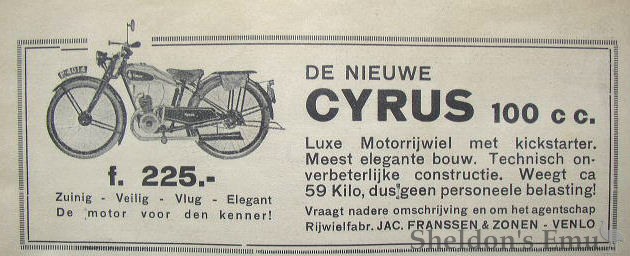 DE NIEUWE
CYRUS 100 c c.
Luxe Motorrijwiel met kickstarter.
Meest elegante bouw. Technisch on-
verbeterlijke constructie. Weegt ca
59 Kilo, dus geen personeele belasting!
Vraagt nadere omschrijving en om het agentschap
Rijwielfabr. JAC. FRANSSEN & ZONEN - VENLO
f. 225.-
Zuinig - Veilig - Vlug - Elegant
De motor voor den kenner!
Sheldon's Emu